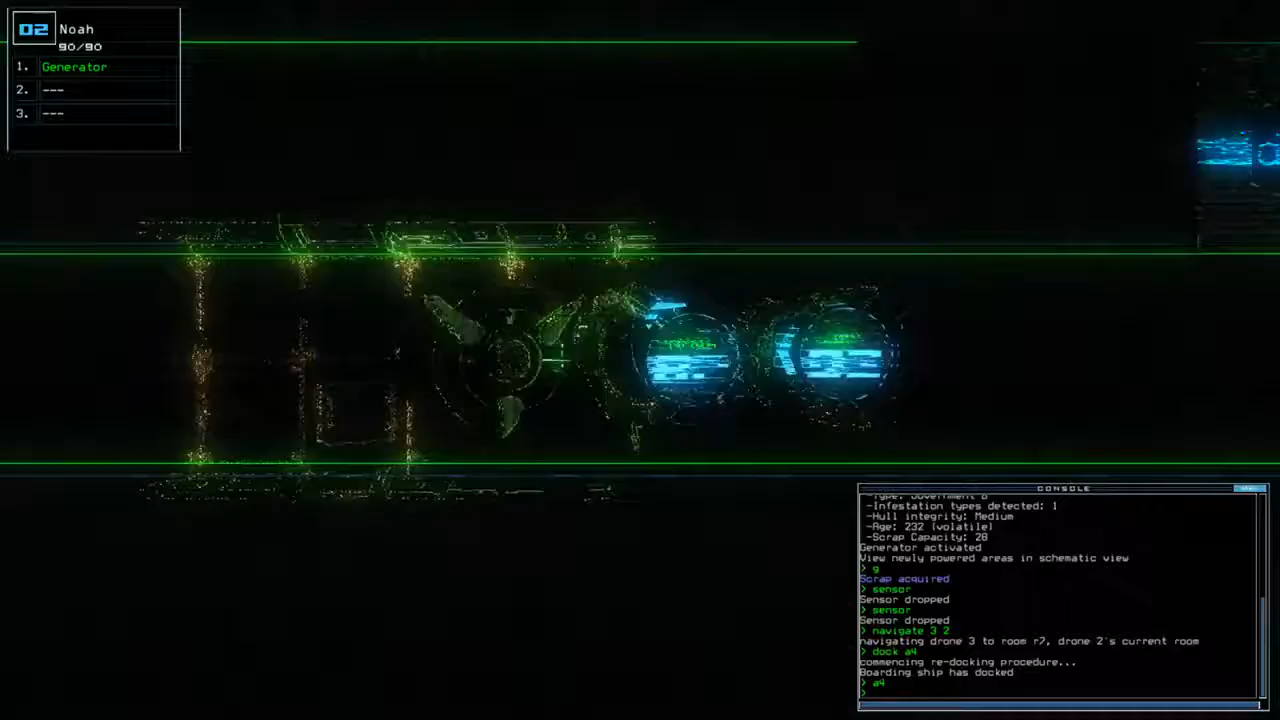 02 Noah
90/90
1. Generator
2. ---
3. ---
CONSOLE
-Infestation types detected: 1
-Hull integrity: Medium
-Age: 232 (volatile)
-Scrap Capacity: 28
Generator activated
View newly powered areas in schematic view
> g
Scrap acquired
> sensor
Sensor dropped
> sensor
Sensor dropped
> navigate 3 2
navigating drone 3 to room r7, drone 2's current room
> dock a4
commencing re-docking procedure...
Boarding ship has docked
> a4
>